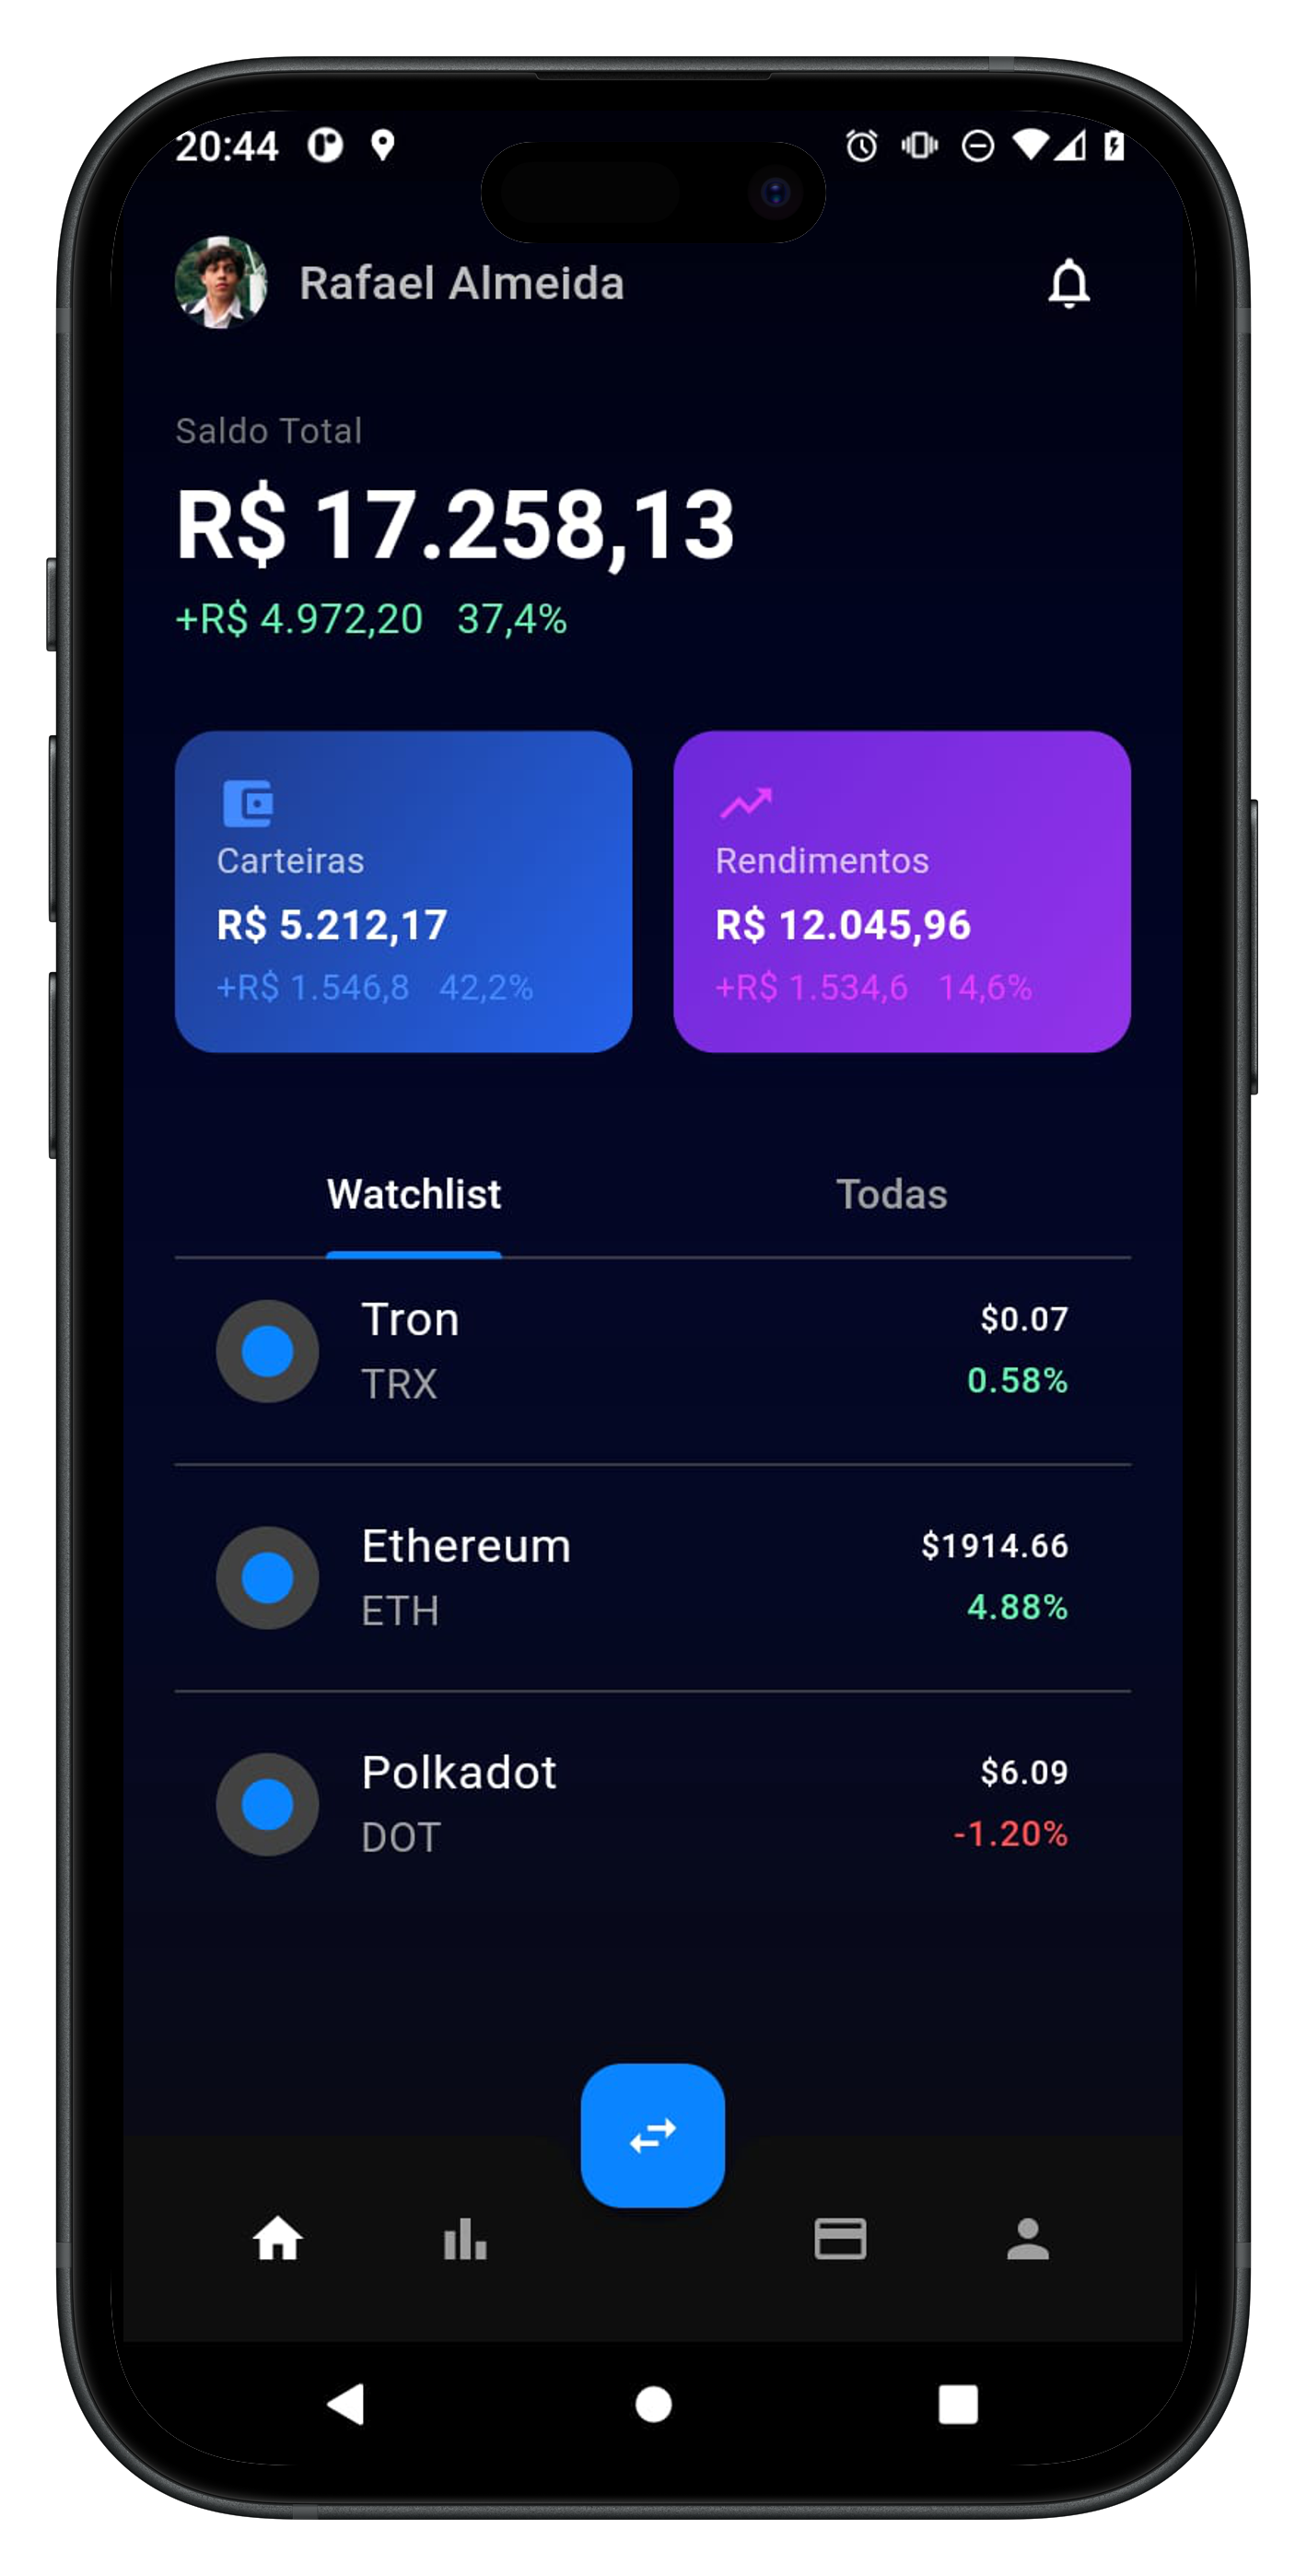 20:44
Rafael Almeida
Saldo Total
R$ 17.258,13
+R$ 4.972,20 37,4%
Carteiras
R$ 5.212,17
+R$ 1.546,8 42,2%
Rendimentos
R$ 12.045,96
+R$ 1.534,6 14,6%
Watchlist Todas
Tron $0.07
TRX 0.58%
Ethereum $1914.66
ETH 4.88%
Polkadot $6.09
DOT -1.20%